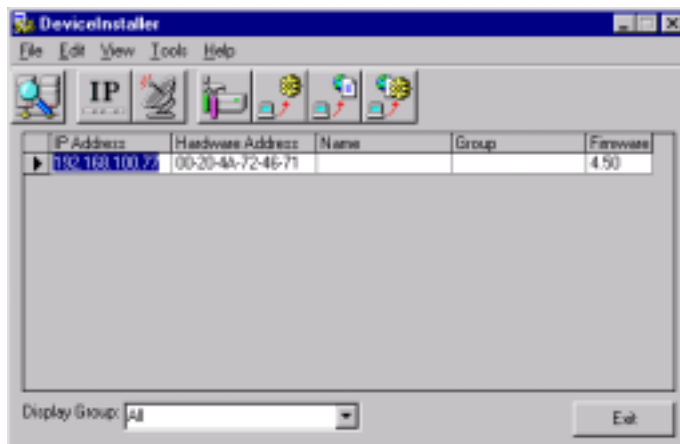 DeviceInstaller
File Edit View Tools Help
IP
IP Address Hardware Address Name Group Firmware
192.168.100.77 00-20-4A-72-46-71 4.50
Display Group: All
Exit